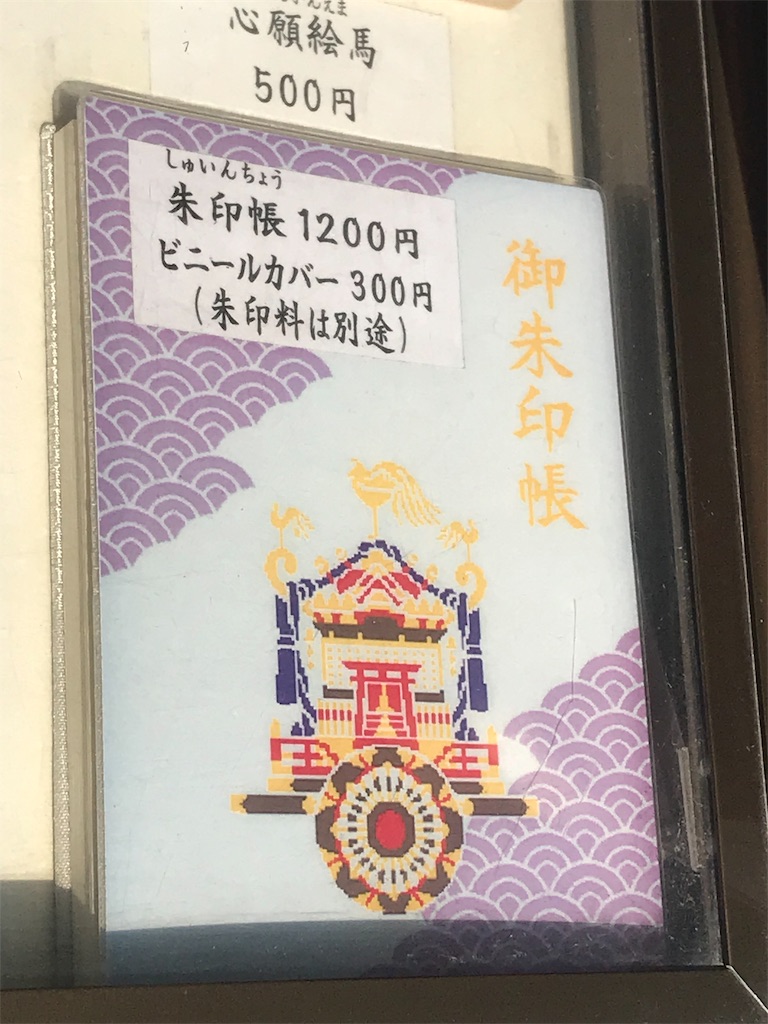 心願絵馬
500円
しゅいんちょう
朱印帳1200円
ビニールカバー300円
(朱印料は別途)
御朱印帳